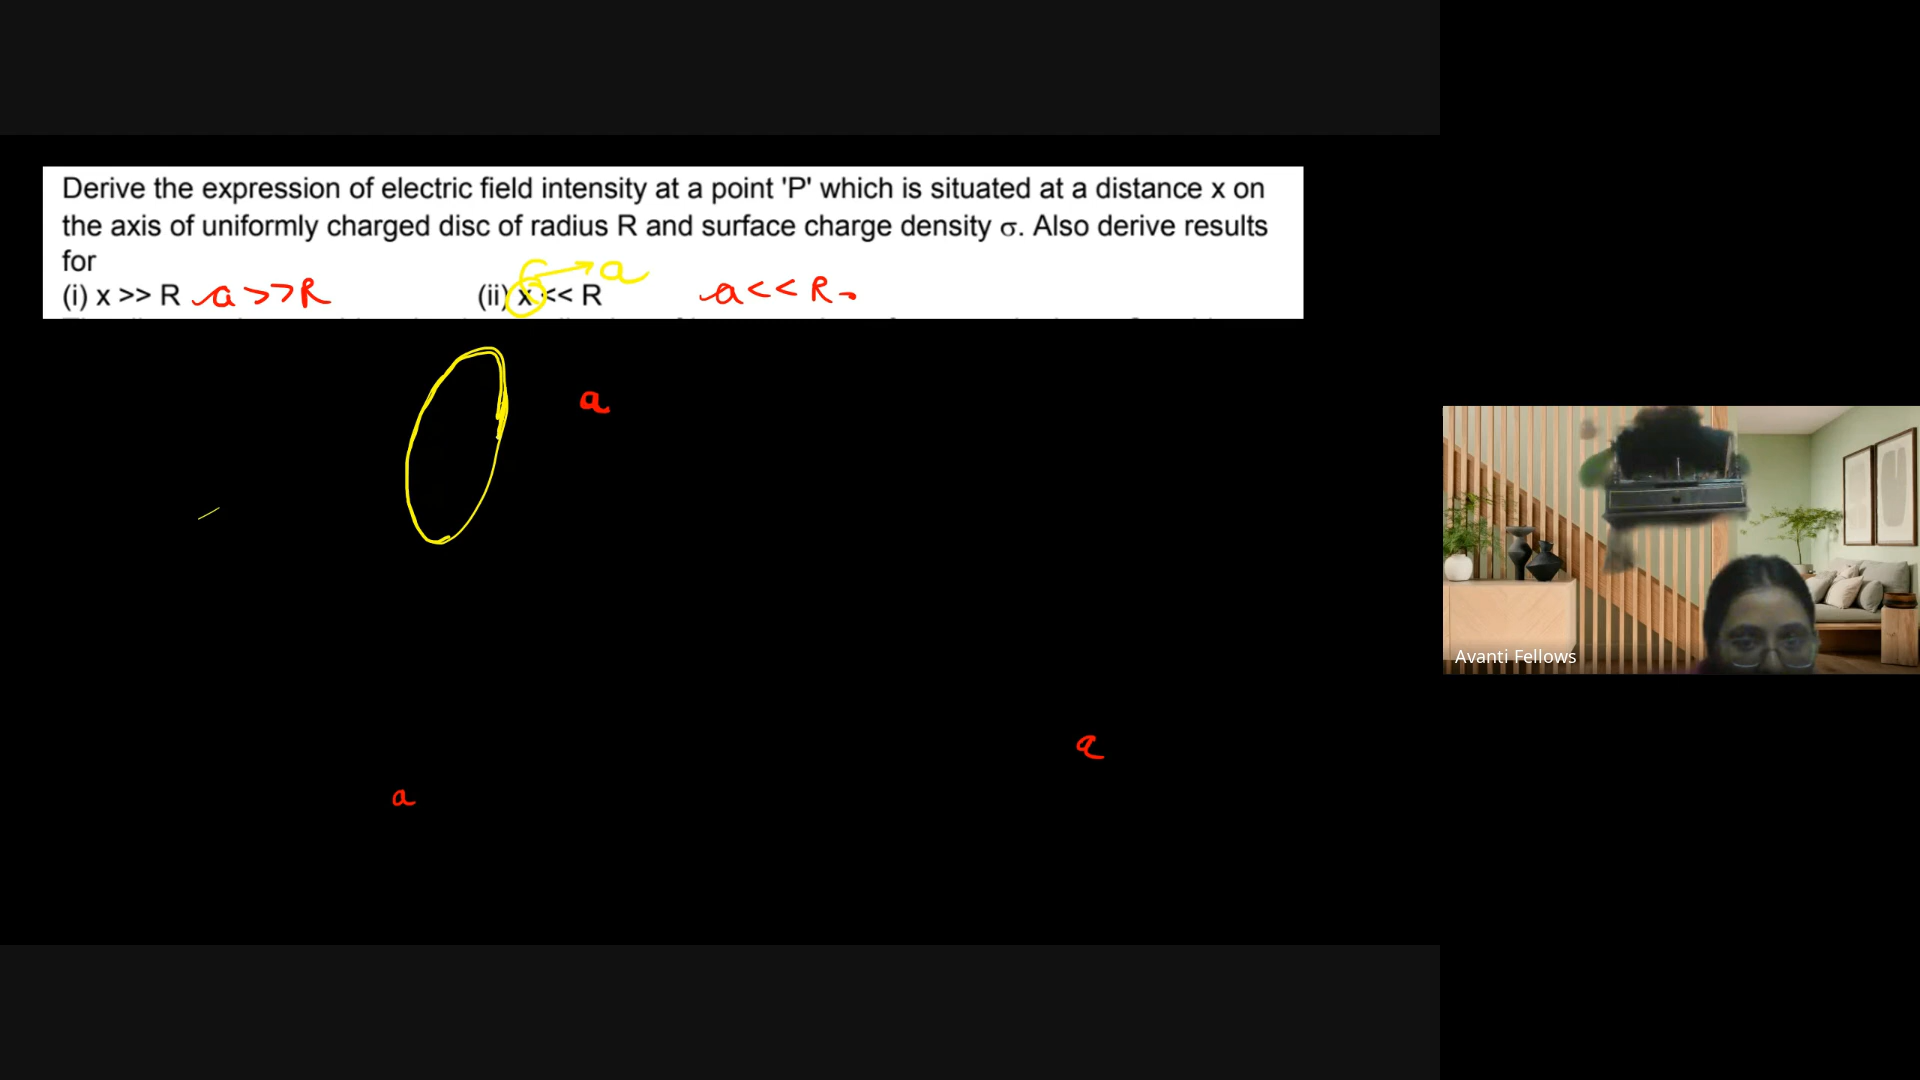 Derive the expression of electric field intensity at a point 'P' which is situated at a distance x on
the axis of uniformly charged disc of radius R and surface charge density σ. Also derive results
for
a
(i) x >> R a>>R (ii) x << R a<< R
a
Avanti Fellows
a
a